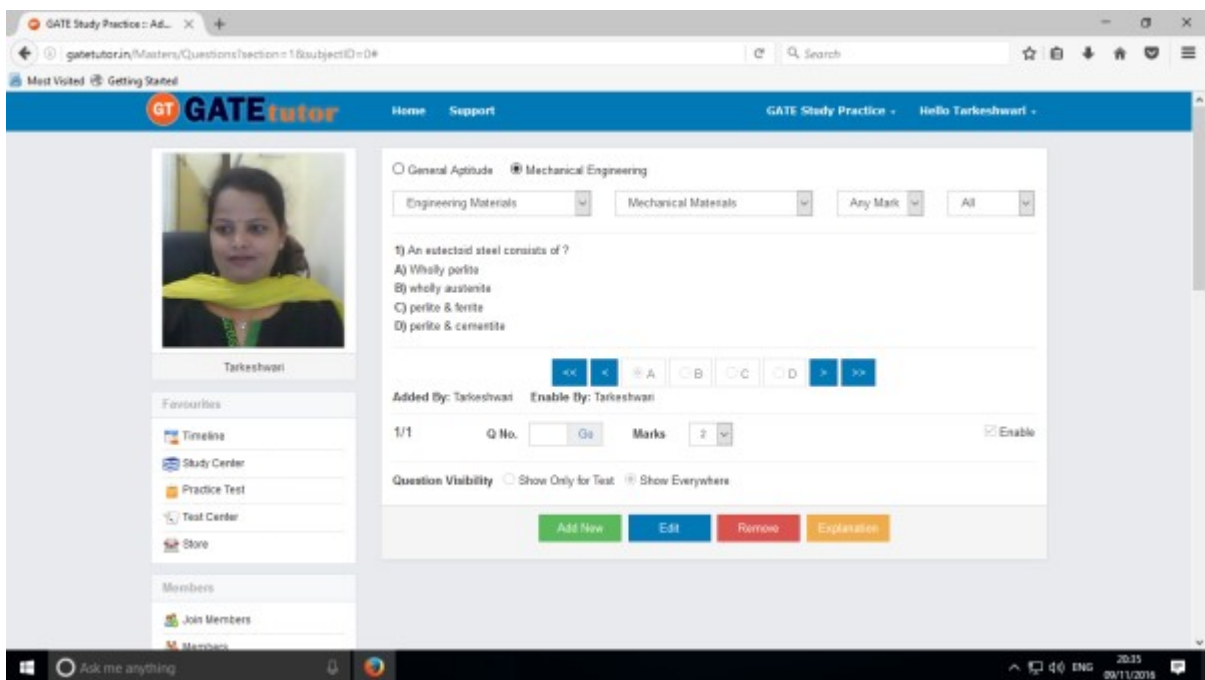 GATE Study Practice :: Ad...
gatetutor.in/Masters/Questions?section=1&subjectID=0#
Search
Most Visited Getting Started
GT GATEtutor Home Support GATE Study Practice Hello Tarkeshwari
General Aptitude Mechanical Engineering
Engineering Materials Mechanical Materials Any Mark All
1) An eutectoid steel consists of ?
A) Wholly perlite
B) wholly austenite
C) perlite & ferrite
D) perlite & cementite
<< < A B C D > >>
Added By: Tarkeshwari Enable By: Tarkeshwari
1/1 Q No. Go Marks 2 Enable
Question Visibility Show Only for Test Show Everywhere
Add New Edit Remove Explanation
Tarkeshwari
Favourites
Timeline
Study Center
Practice Test
Test Center
Store
Members
Join Members
Members
Ask me anything
ENG
20:35
09/11/2016